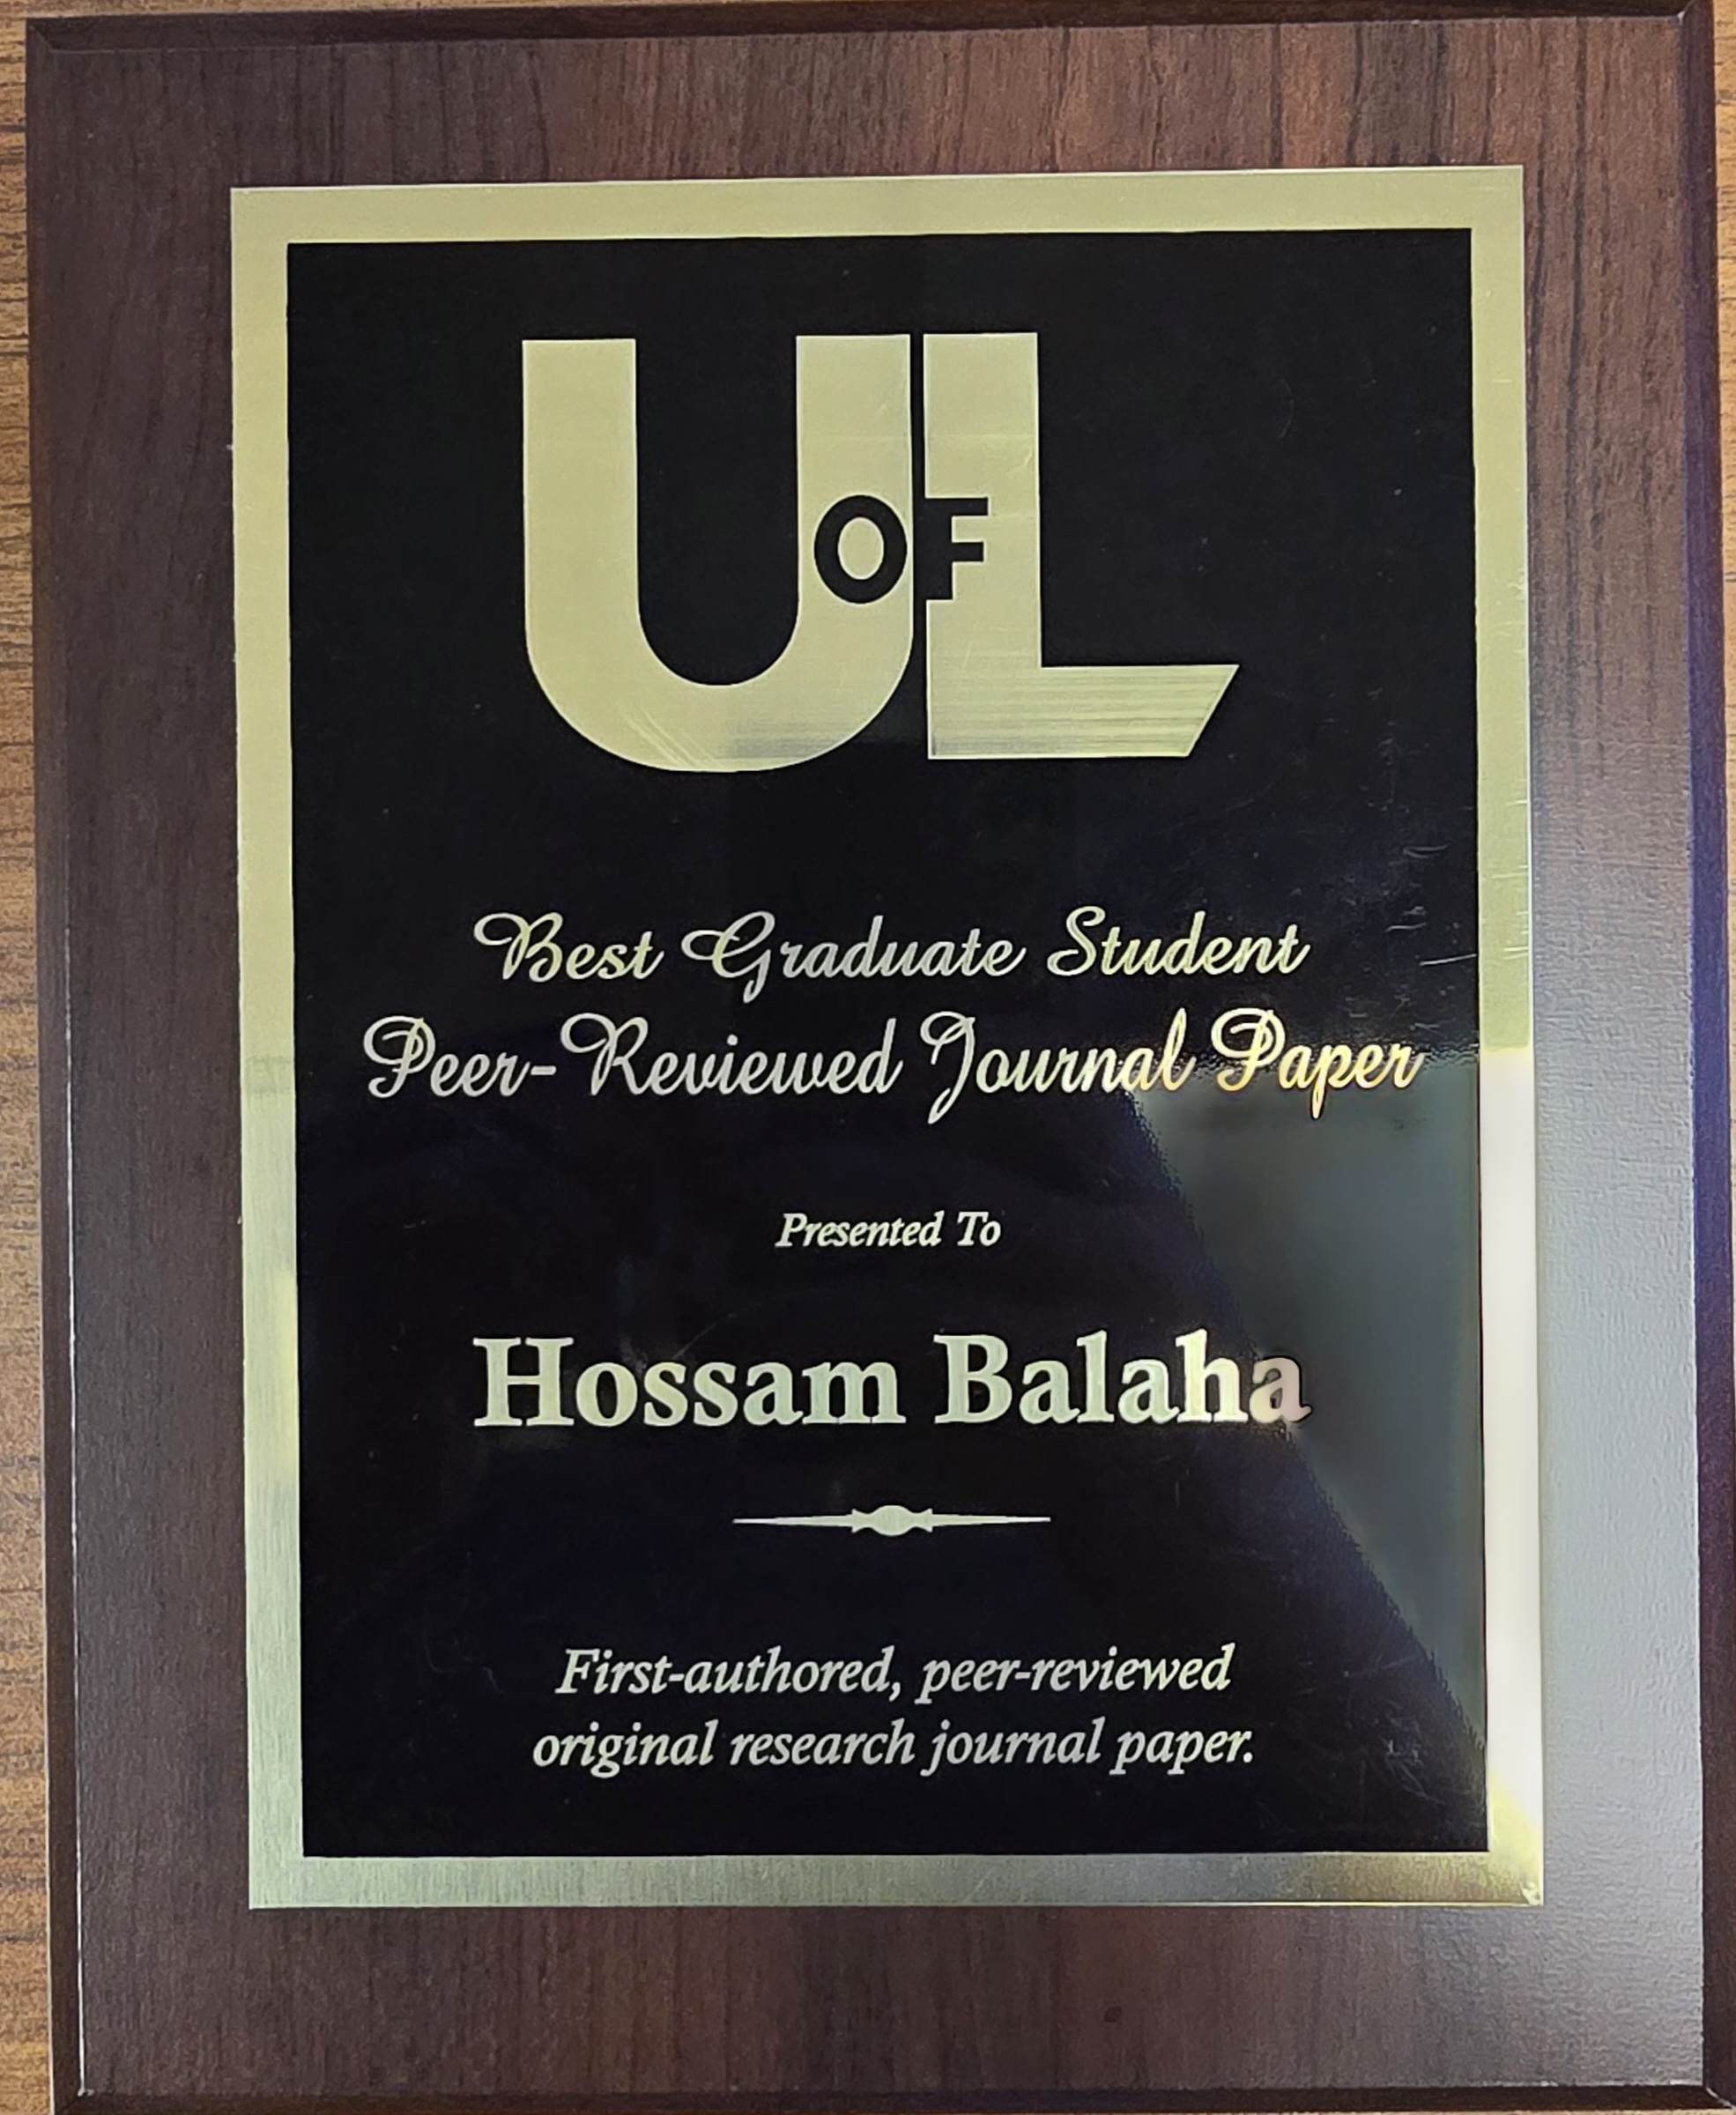 U OF L
Best Graduate Student
Peer-Reviewed Journal Paper
Presented To
Hossam Balaha
First-authored, peer-reviewed
original research journal paper.